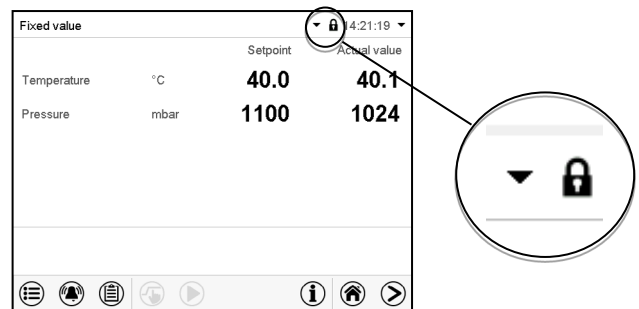 Fixed value 14:21:19
Setpoint Actual value
Temperature °C 40.0 40.1
Pressure mbar 1100 1024